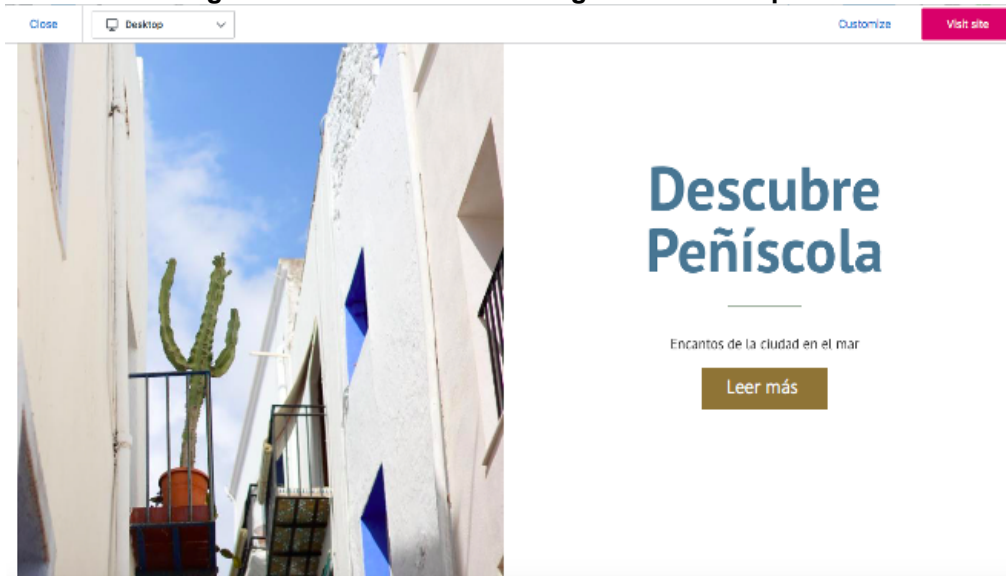 Close
Desktop
Customize
Visit site
Descubre
Peñíscola
Encantos de la ciudad en el mar
Leer más